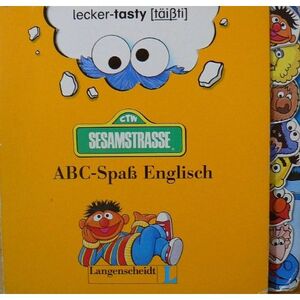 lecker-tasty [täißti]
CTW
SESAMSTRASSE
ABC-Spaß Englisch
Langenscheidt L